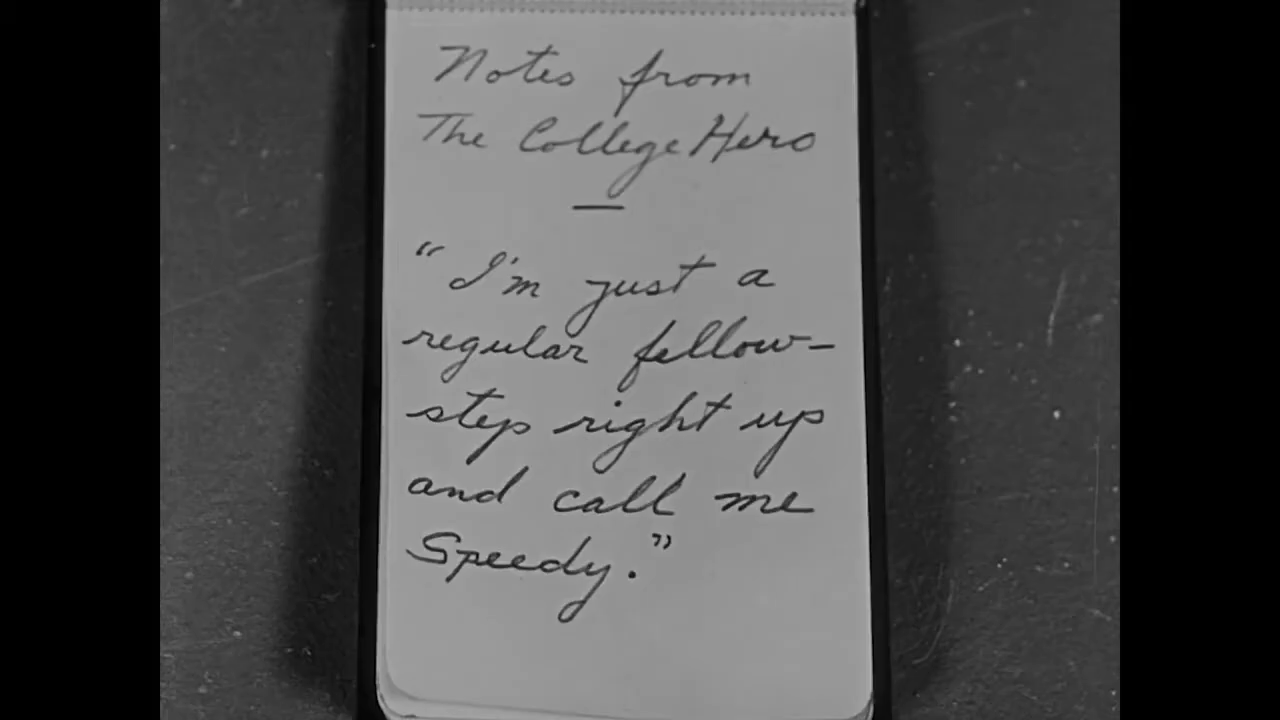 Notes from
The College Hero
—
"I'm just a
regular fellow–
step right up
and call me
Speedy."